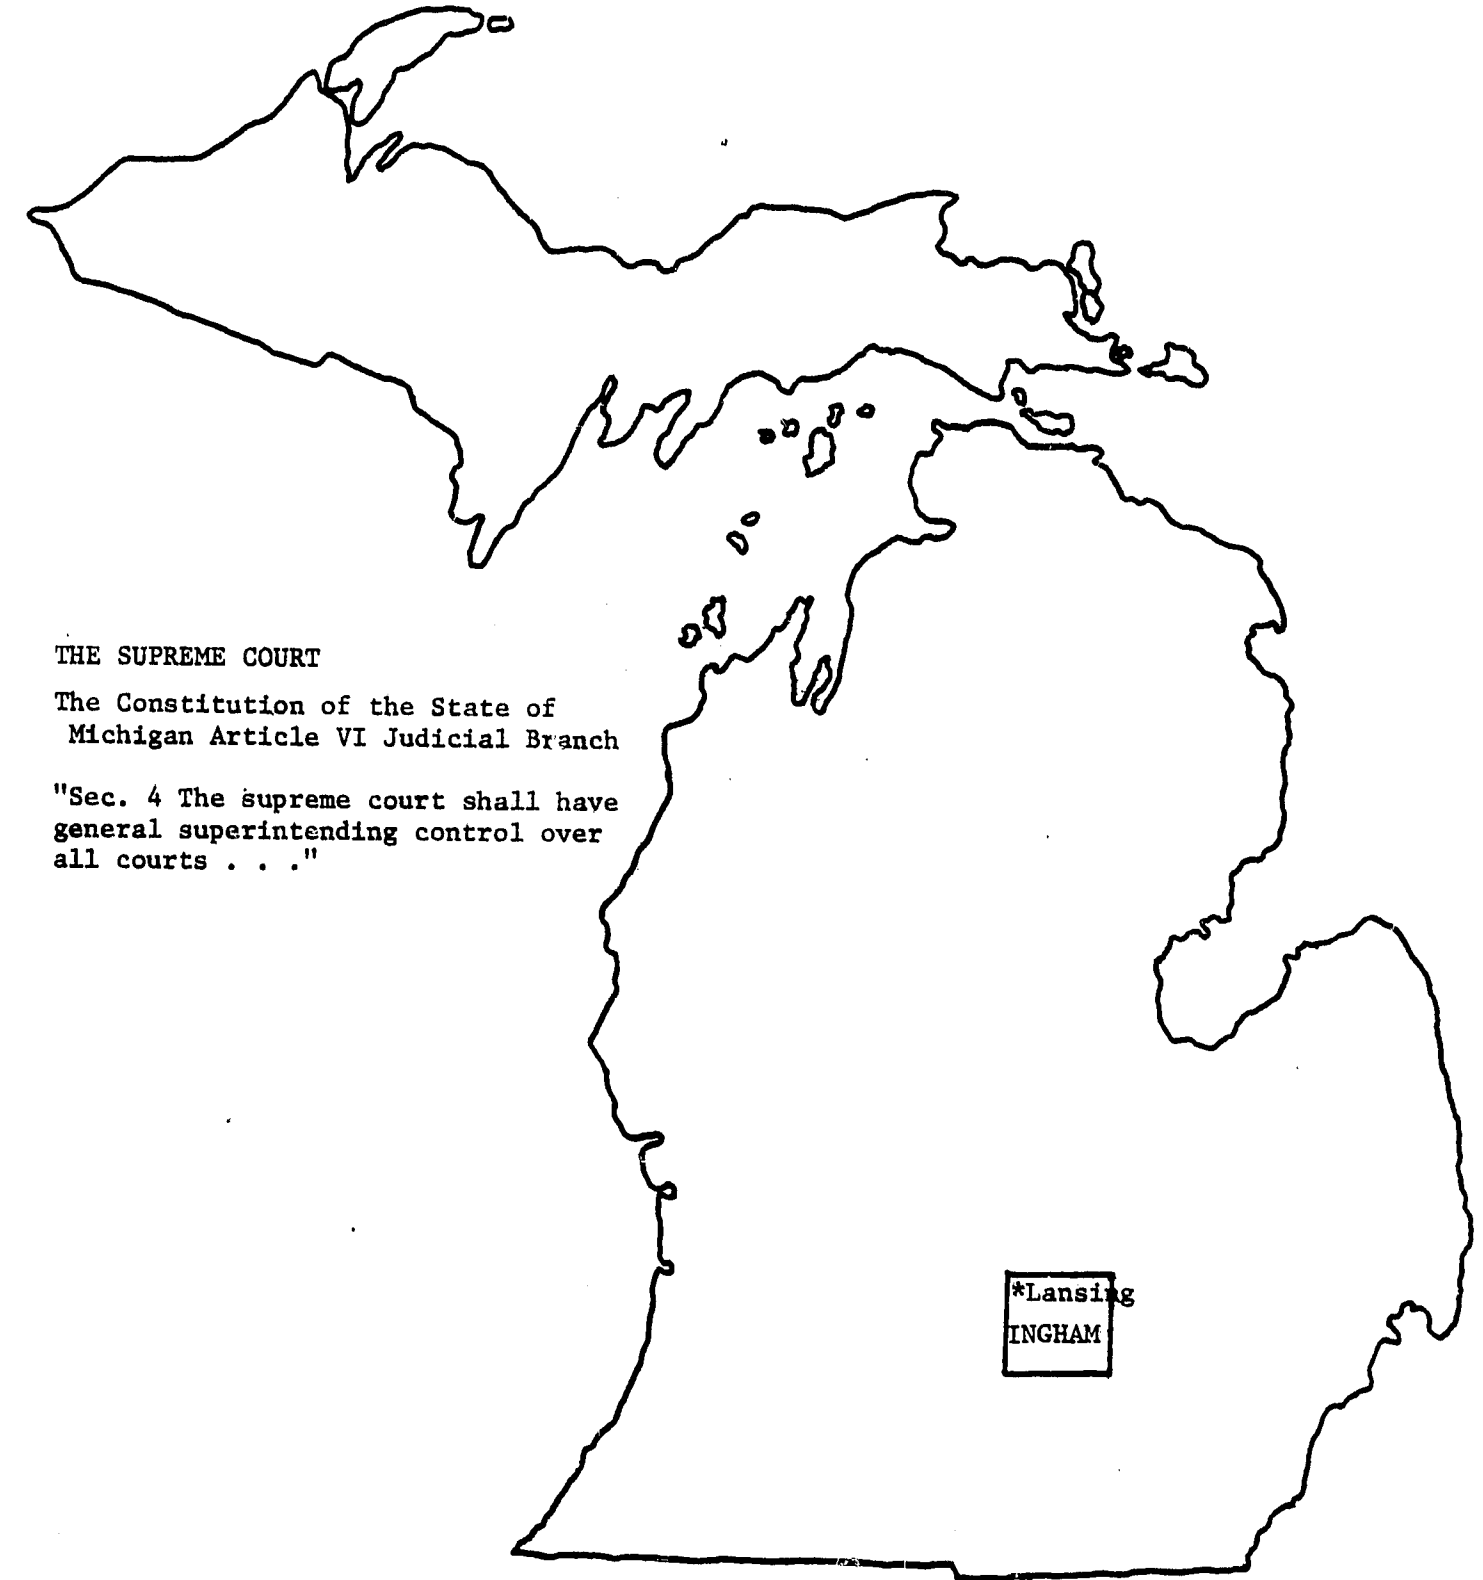 THE SUPREME COURT
The Constitution of the State of
Michigan Article VI Judicial Branch
"Sec. 4 The supreme court shall have
general superintending control over
all courts . . ."
*Lansing
INGHAM